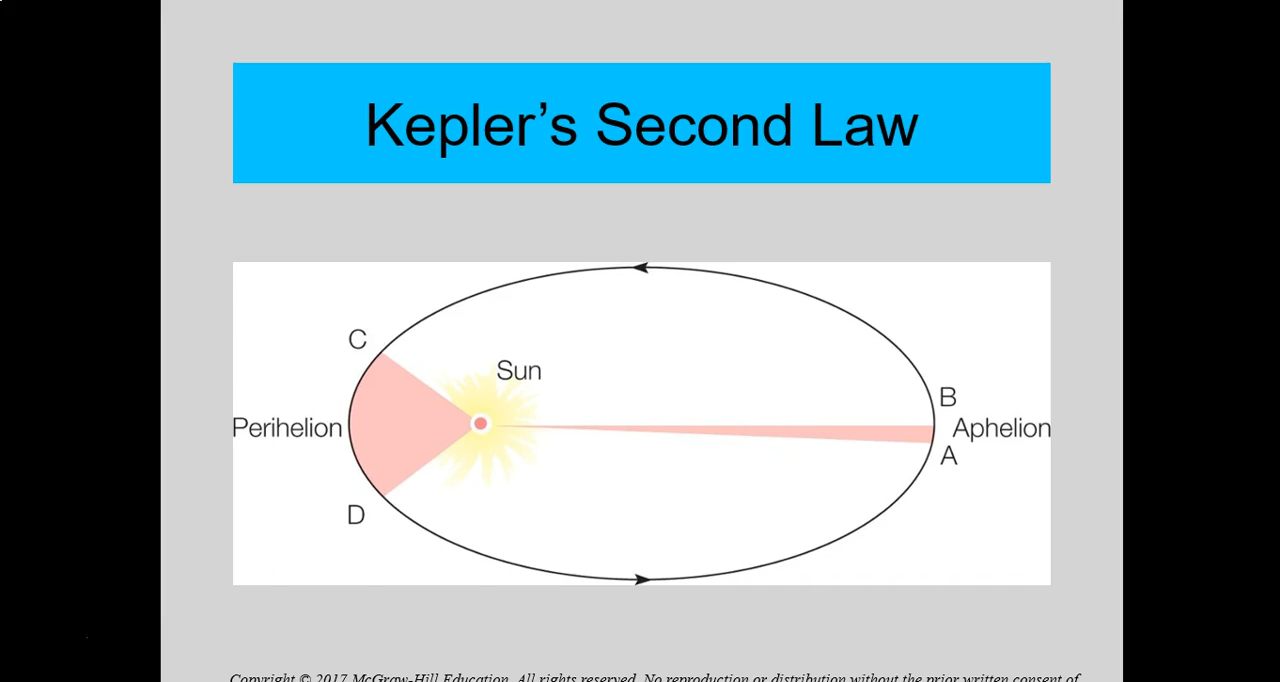 Kepler’s Second Law
C
Sun
B
Perihelion
Aphelion
A
D
Copyright © 2017 McGraw-Hill Education. All rights reserved. No reproduction or distribution without the prior written consent of